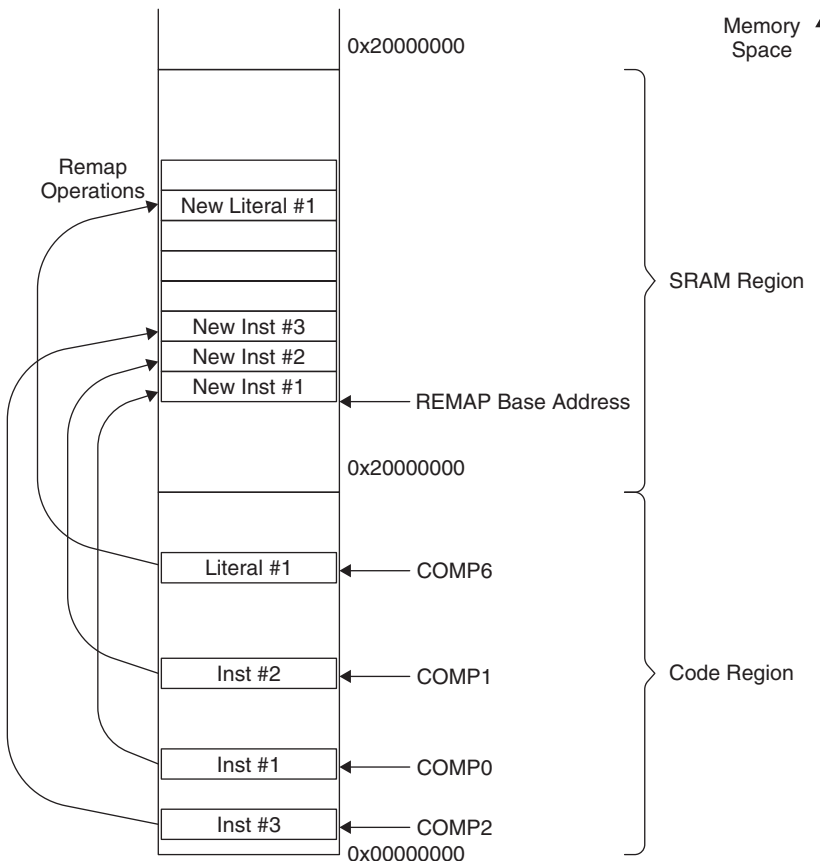 0x20000000
Memory
Space
Remap
Operations
New Literal #1
SRAM Region
New Inst #3
New Inst #2
New Inst #1
REMAP Base Address
0x20000000
Literal #1
COMP6
Inst #2
COMP1
Code Region
Inst #1
COMP0
Inst #3
COMP2
0x00000000